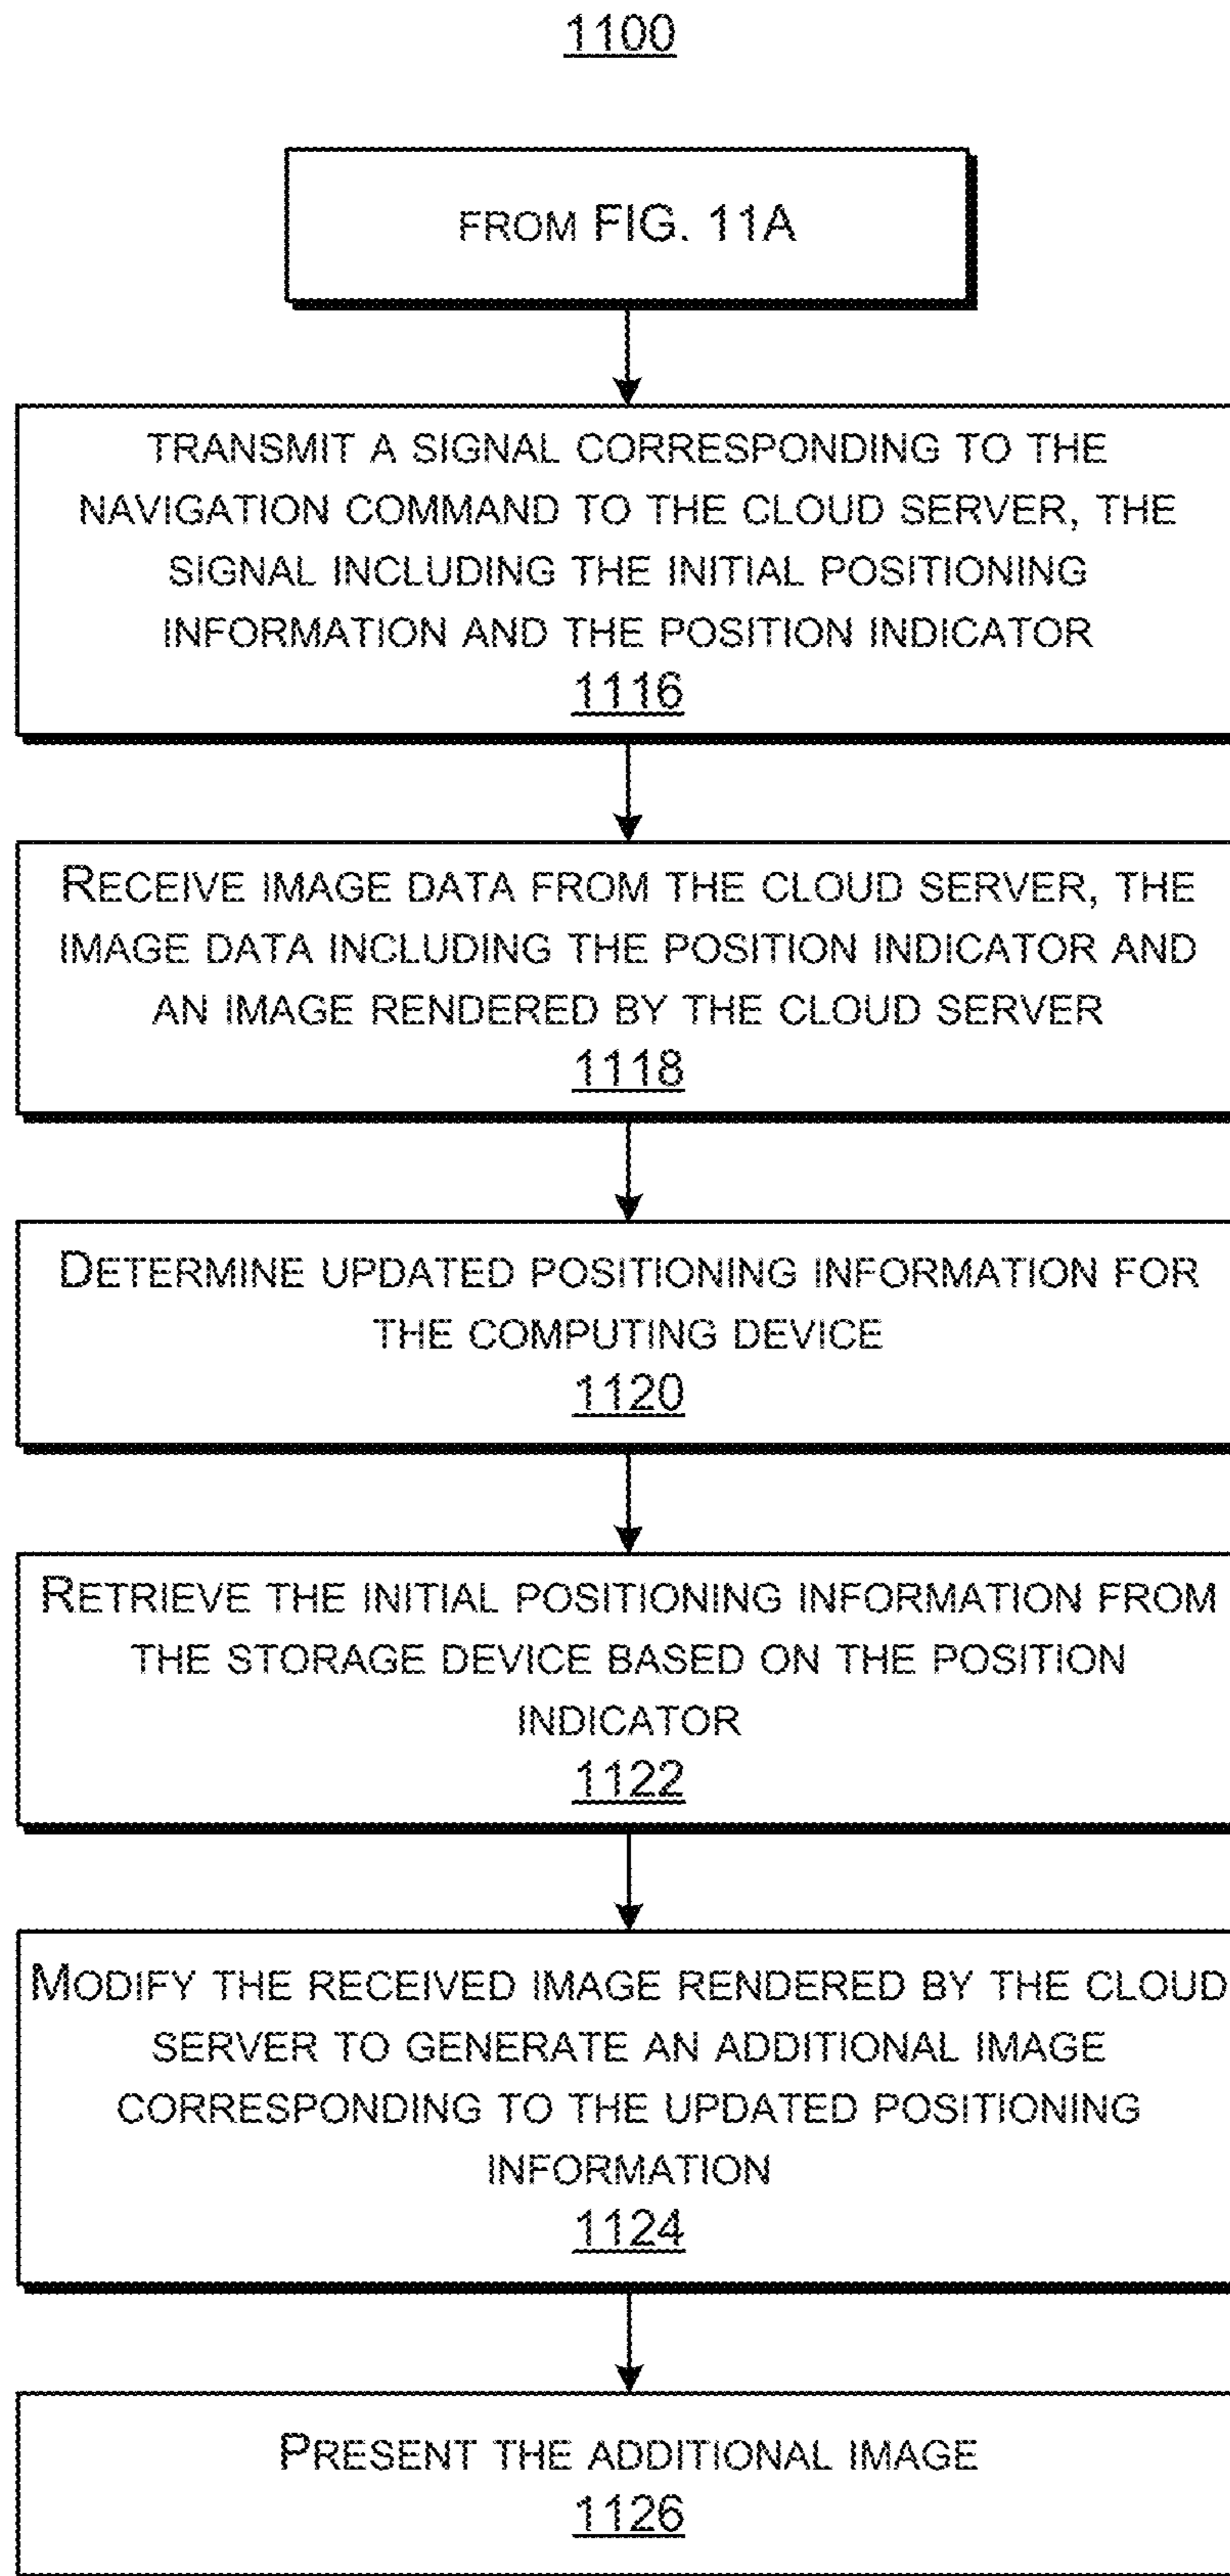 1100
FROM FIG. 11A
TRANSMIT A SIGNAL CORRESPONDING TO THE
NAVIGATION COMMAND TO THE CLOUD SERVER, THE
SIGNAL INCLUDING THE INITIAL POSITIONING
INFORMATION AND THE POSITION INDICATOR
1116
RECEIVE IMAGE DATA FROM THE CLOUD SERVER, THE
IMAGE DATA INCLUDING THE POSITION INDICATOR AND
AN IMAGE RENDERED BY THE CLOUD SERVER
1118
DETERMINE UPDATED POSITIONING INFORMATION FOR
THE COMPUTING DEVICE
1120
RETRIEVE THE INITIAL POSITIONING INFORMATION FROM
THE STORAGE DEVICE BASED ON THE POSITION
INDICATOR
1122
MODIFY THE RECEIVED IMAGE RENDERED BY THE CLOUD
SERVER TO GENERATE AN ADDITIONAL IMAGE
CORRESPONDING TO THE UPDATED POSITIONING
INFORMATION
1124
PRESENT THE ADDITIONAL IMAGE
1126